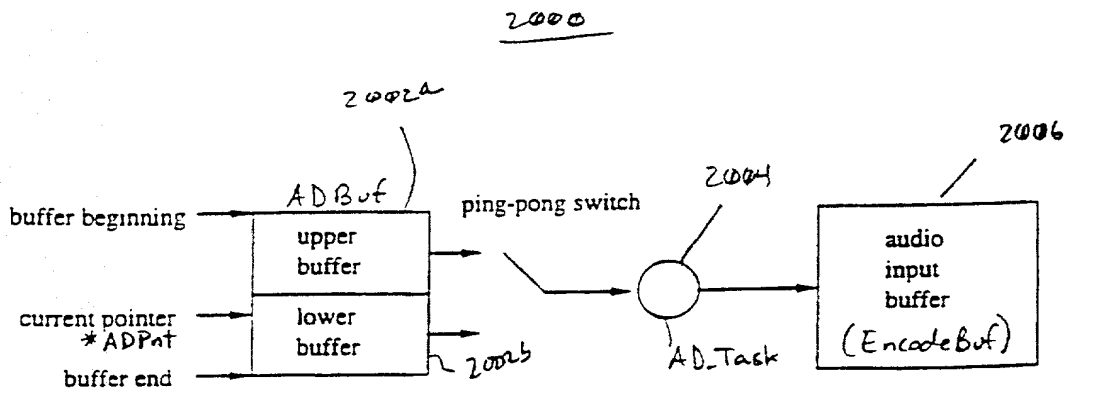 2000
2002a
2006
2004
ADBuf
buffer beginning
ping-pong switch
upper
buffer
audio
input
buffer
(EncodeBuf)
current pointer
*ADPnt
lower
buffer
buffer end
2002b
AD_Task